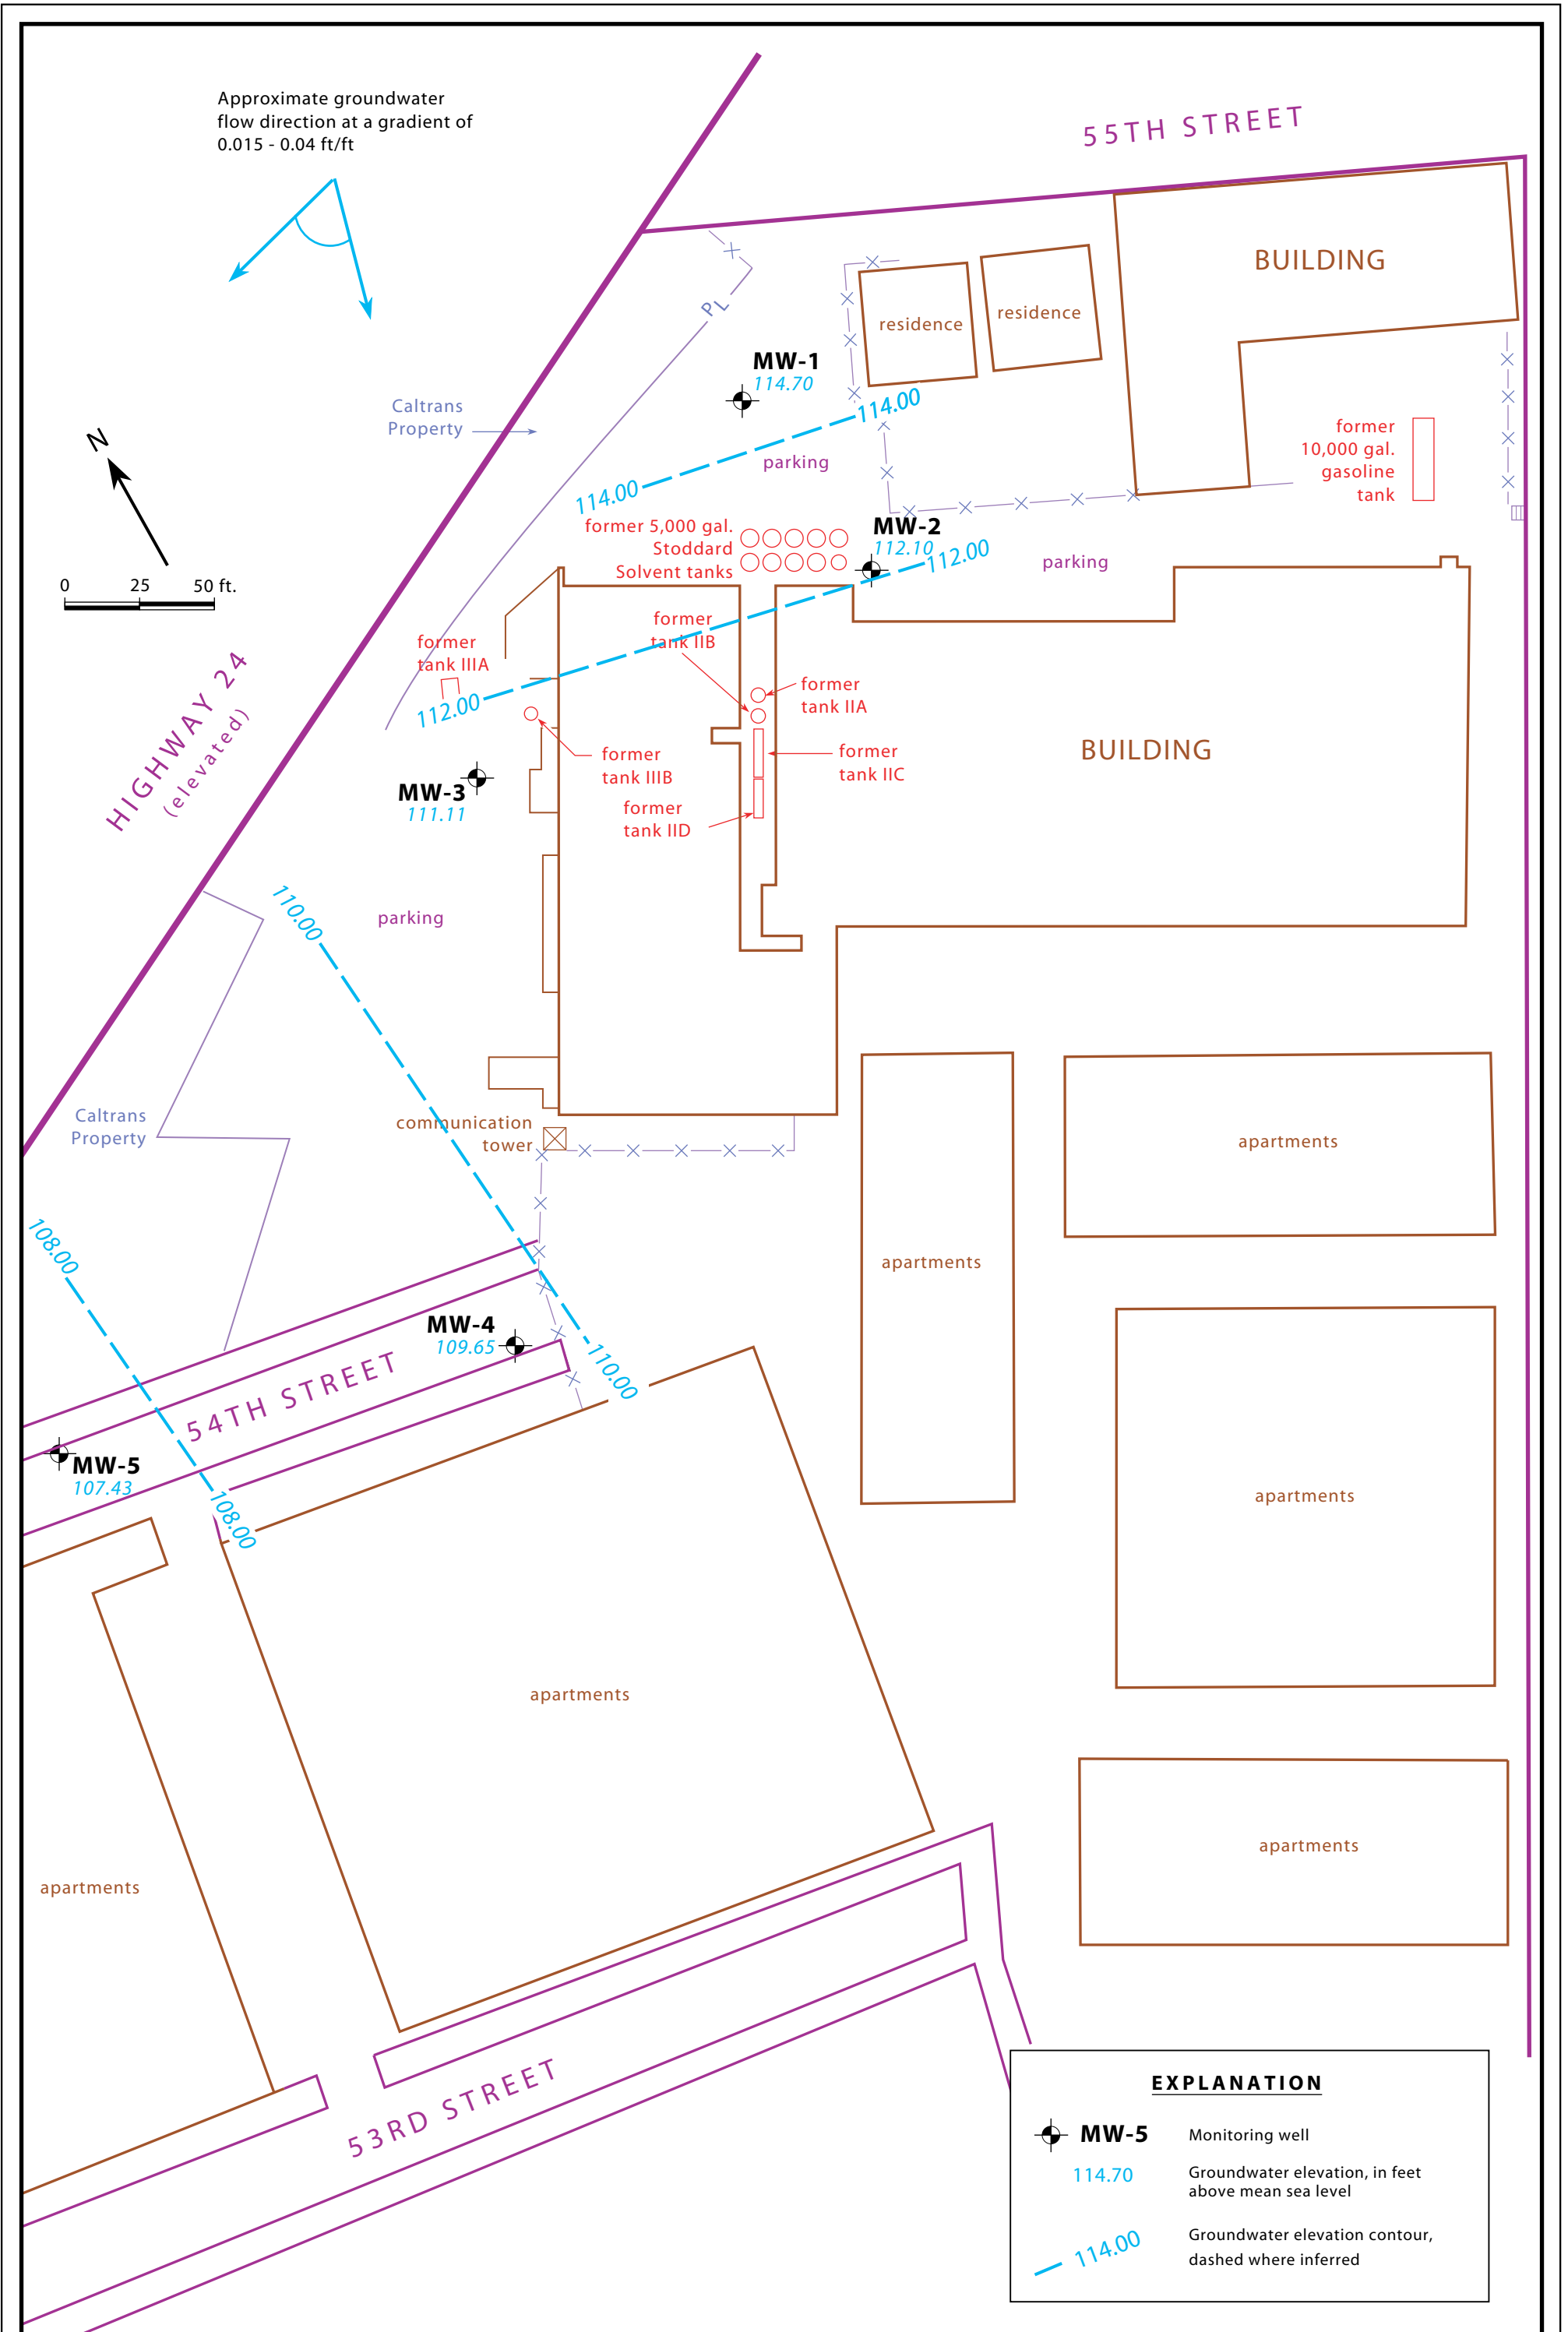 Approximate groundwater
flow direction at a gradient of
0.015 - 0.04 ft/ft
55TH STREET
BUILDING
residence
residence
PL
MW-1
114.70
Caltrans
Property
114.00
114.00
former
10,000 gal.
gasoline
tank
N
parking
former 5,000 gal.
Stoddard
Solvent tanks
MW-2
112.10
112.00
parking
0 25 50 ft.
former
tank IIB
former
tank IIIA
former
tank IIA
112.00
HIGHWAY 24
(elevated)
former
tank IIIB
former
tank IIC
BUILDING
MW-3
111.11
former
tank IID
110.00
parking
Caltrans
Property
communication
tower
apartments
108.00
apartments
MW-4
109.65
110.00
54TH STREET
MW-5
107.43
108.00
apartments
apartments
apartments
apartments
53RD STREET
EXPLANATION
MW-5 Monitoring well
114.70 Groundwater elevation, in feet
above mean sea level
114.00 Groundwater elevation contour,
dashed where inferred